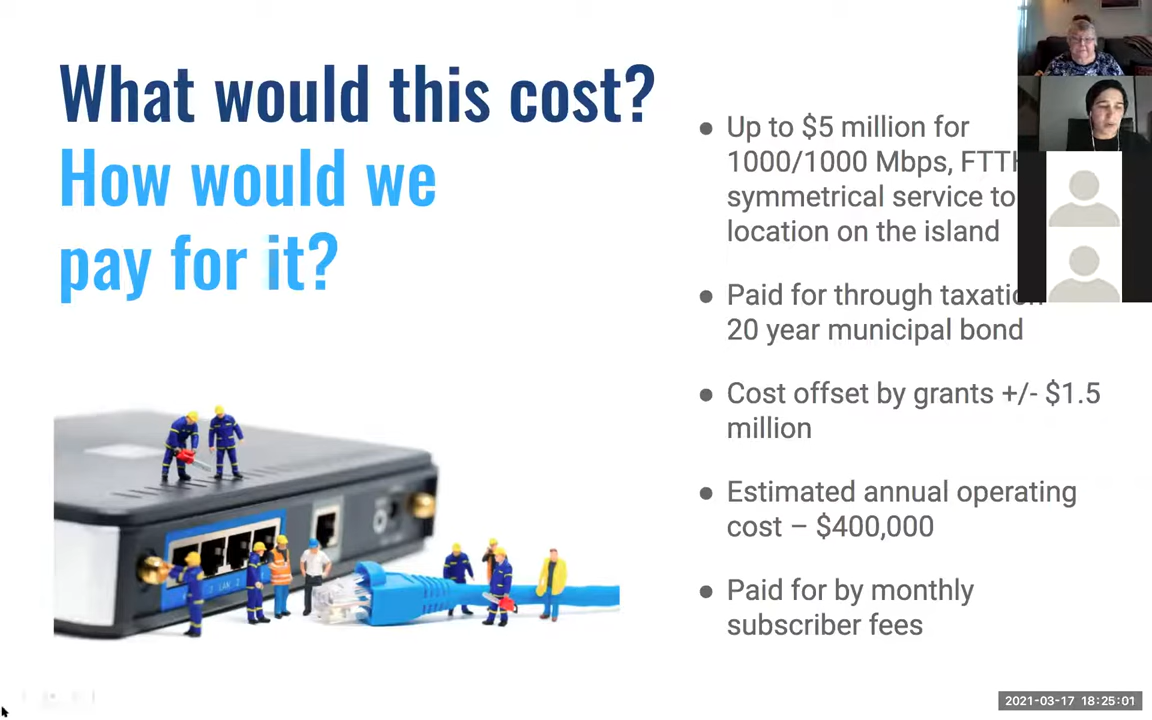 What would this cost?
How would we
pay for it?
● Up to $5 million for
1000/1000 Mbps,
symmetrical service to
location on the island
● Paid for through
20 year municipal bond
● Cost offset by grants +/- $1.5
million
● Estimated annual operating
cost – $400,000
● Paid for by monthly
subscriber fees
LAN 2
2021-03-17 18:25:01